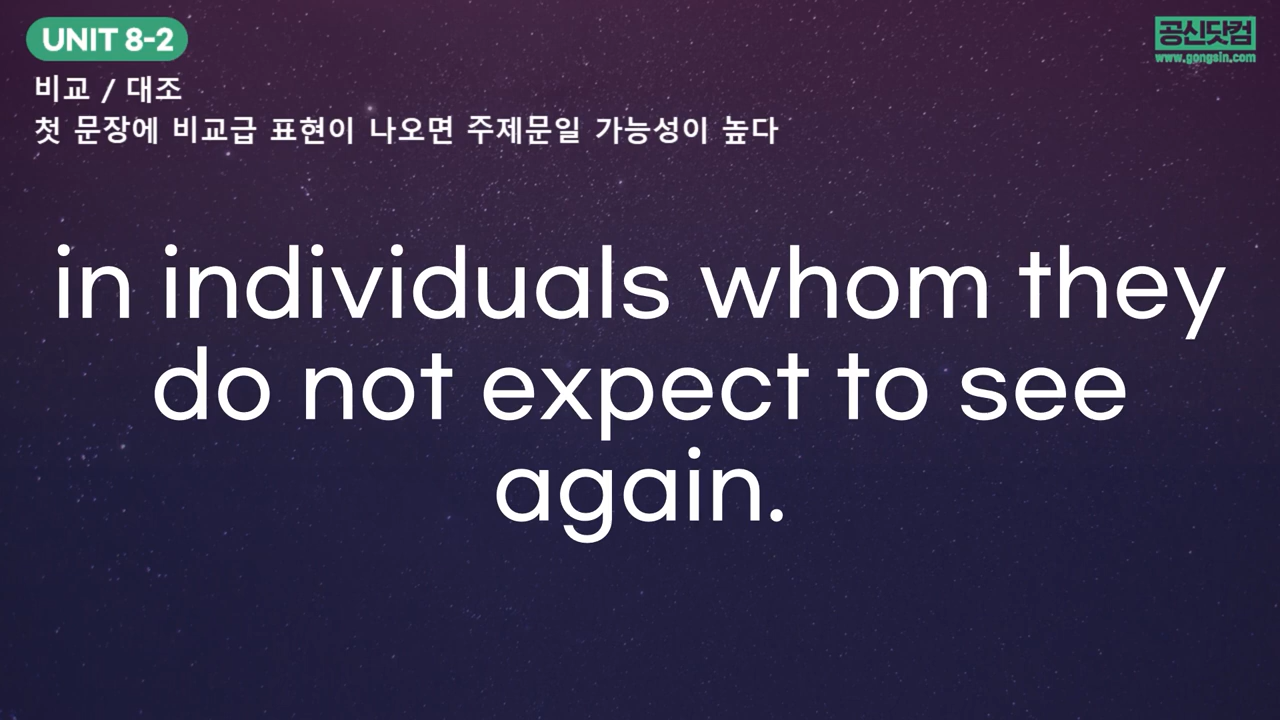 UNIT 8-2
공신닷컴
www.gongsin.com
비교 / 대조
첫 문장에 비교급 표현이 나오면 주제문일 가능성이 높다
in individuals whom they
do not expect to see
again.